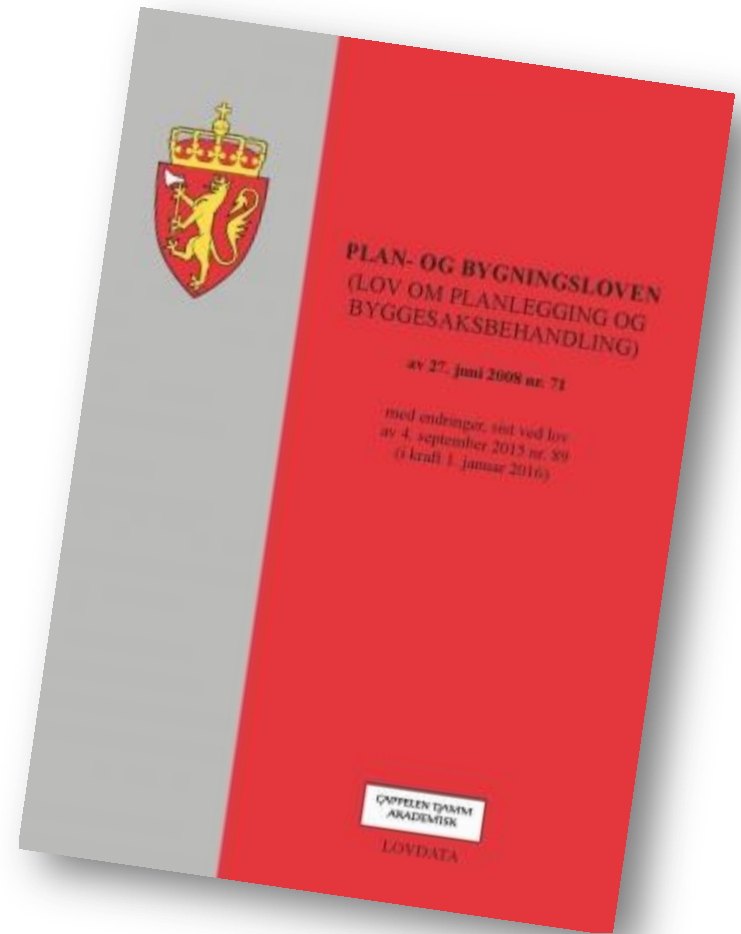 PLAN- OG BYGNINGSLOVEN
(LOV OM PLANLEGGING OG
BYGGESAKSBEHANDLING)
av 27. juni 2008 nr. 71
med endringer, sist ved lov
av 4. september 2015 nr. 89
(i kraft 1. januar 2016)
CAPPELEN DAMM
AKADEMISK
LOVDATA